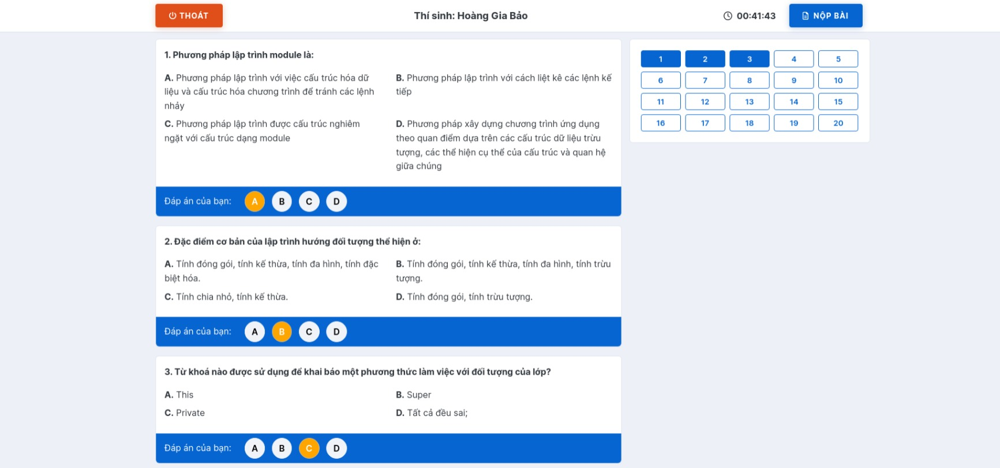 THOÁT
Thí sinh: Hoàng Gia Bảo
00:41:43
NỘP BÀI
1. Phương pháp lập trình module là:
A. Phương pháp lập trình với việc cấu trúc hóa dữ
liệu và cấu trúc hóa chương trình để tránh các lệnh
nhảy
B. Phương pháp lập trình với cách liệt kê các lệnh kế
tiếp
C. Phương pháp lập trình được cấu trúc nghiêm
ngặt với cấu trúc dạng module
D. Phương pháp xây dựng chương trình ứng dụng
theo quan điểm dựa trên các cấu trúc dữ liệu trừu
tượng, các thể hiện cụ thể của cấu trúc và quan hệ
giữa chúng
Đáp án của bạn: A B C D
2. Đặc điểm cơ bản của lập trình hướng đối tượng thể hiện ở:
A. Tính đóng gói, tính kế thừa, tính đa hình, tính đặc
biệt hóa.
B. Tính đóng gói, tính kế thừa, tính đa hình, tính trừu
tượng.
C. Tính chia nhỏ, tính kế thừa.
D. Tính đóng gói, tính trừu tượng.
Đáp án của bạn: A B C D
3. Từ khoá nào được sử dụng để khai báo một phương thức làm việc với đối tượng của lớp?
A. This
B. Super
C. Private
D. Tất cả đều sai;
Đáp án của bạn: A B C D
1 2 3 4 5
6 7 8 9 10
11 12 13 14 15
16 17 18 19 20